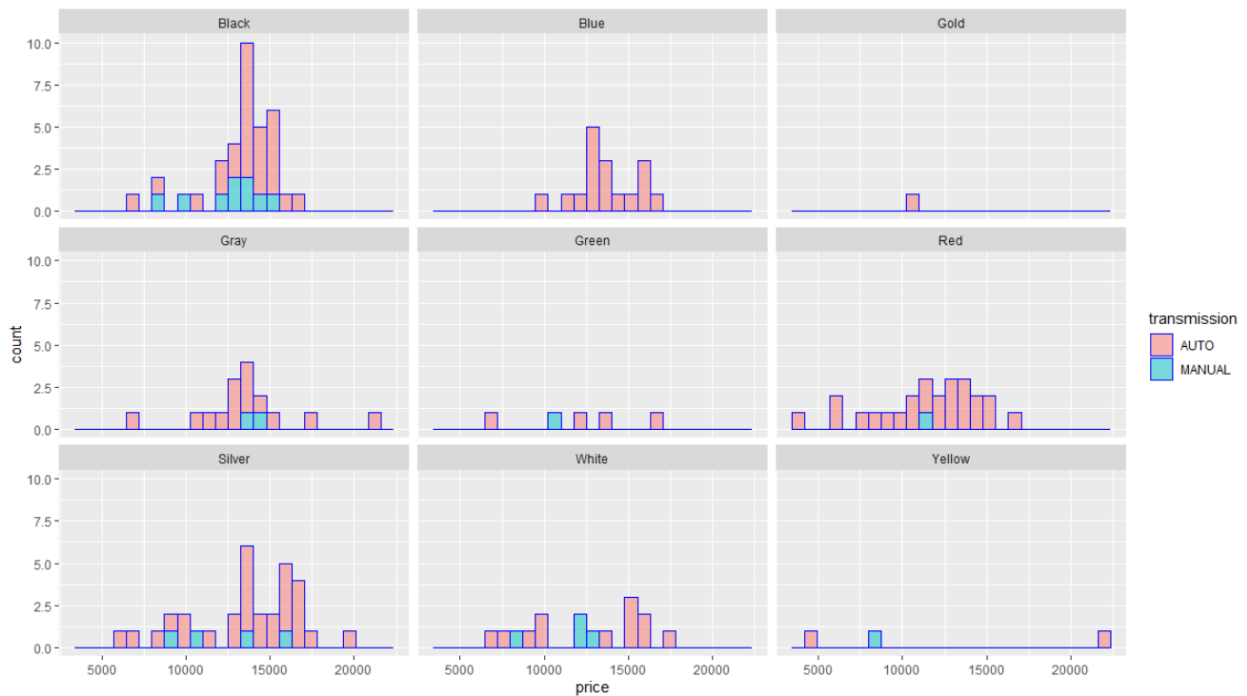 Black Blue Gold
10.0
7.5
5.0
2.5
0.0
Gray Green Red
10.0
7.5
5.0
2.5
0.0
Silver White Yellow
10.0
7.5
5.0
2.5
0.0
5000 10000 15000 20000 5000 10000 15000 20000 5000 10000 15000 20000
price
count
transmission
AUTO
MANUAL